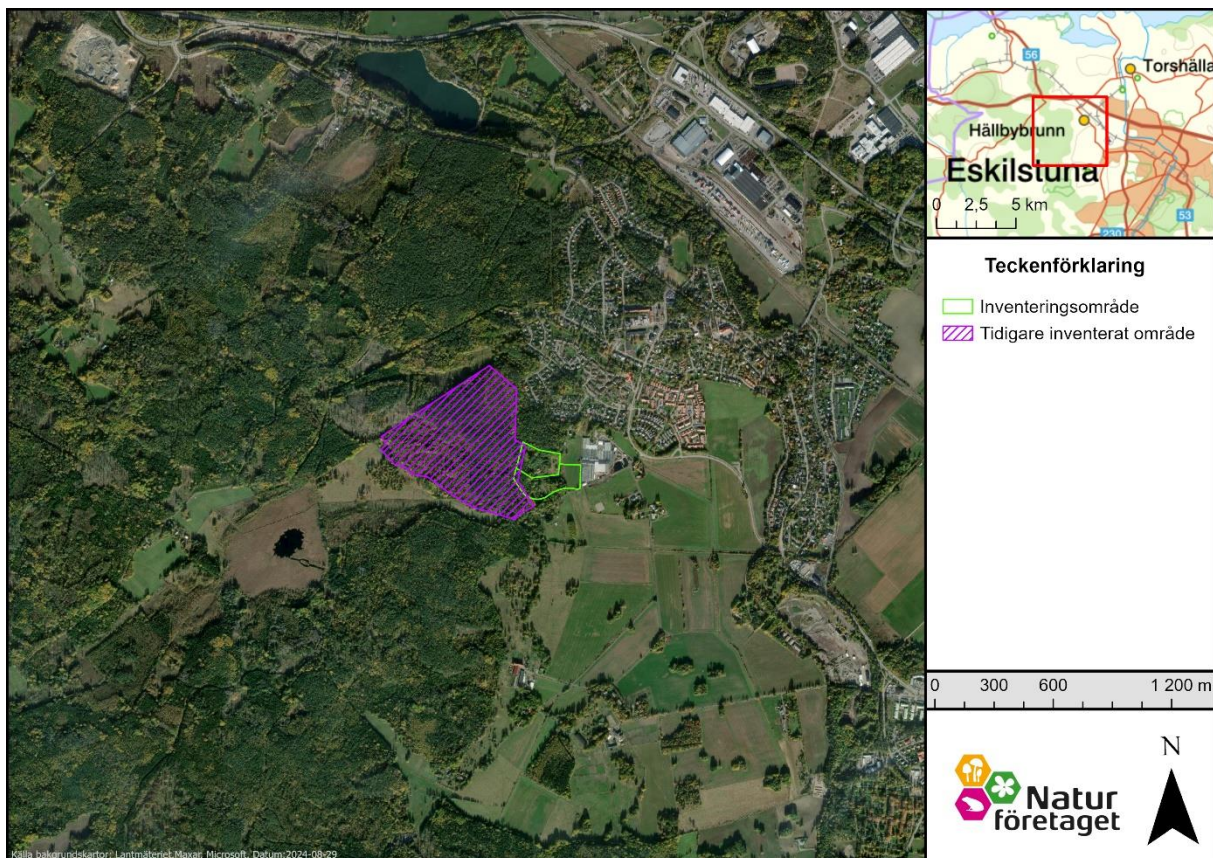 56
Torshälla
Hällbybrunn
Eskilstuna
0 2,5 5 km
53
230
Teckenförklaring
Inventeringsområde
Tidigare inventerat område
0 300 600 1 200 m
N
Natur
företaget
Källa bakgrundskartor: Lantmäteriet, Maxar, Microsoft, Datum:2024-08-29